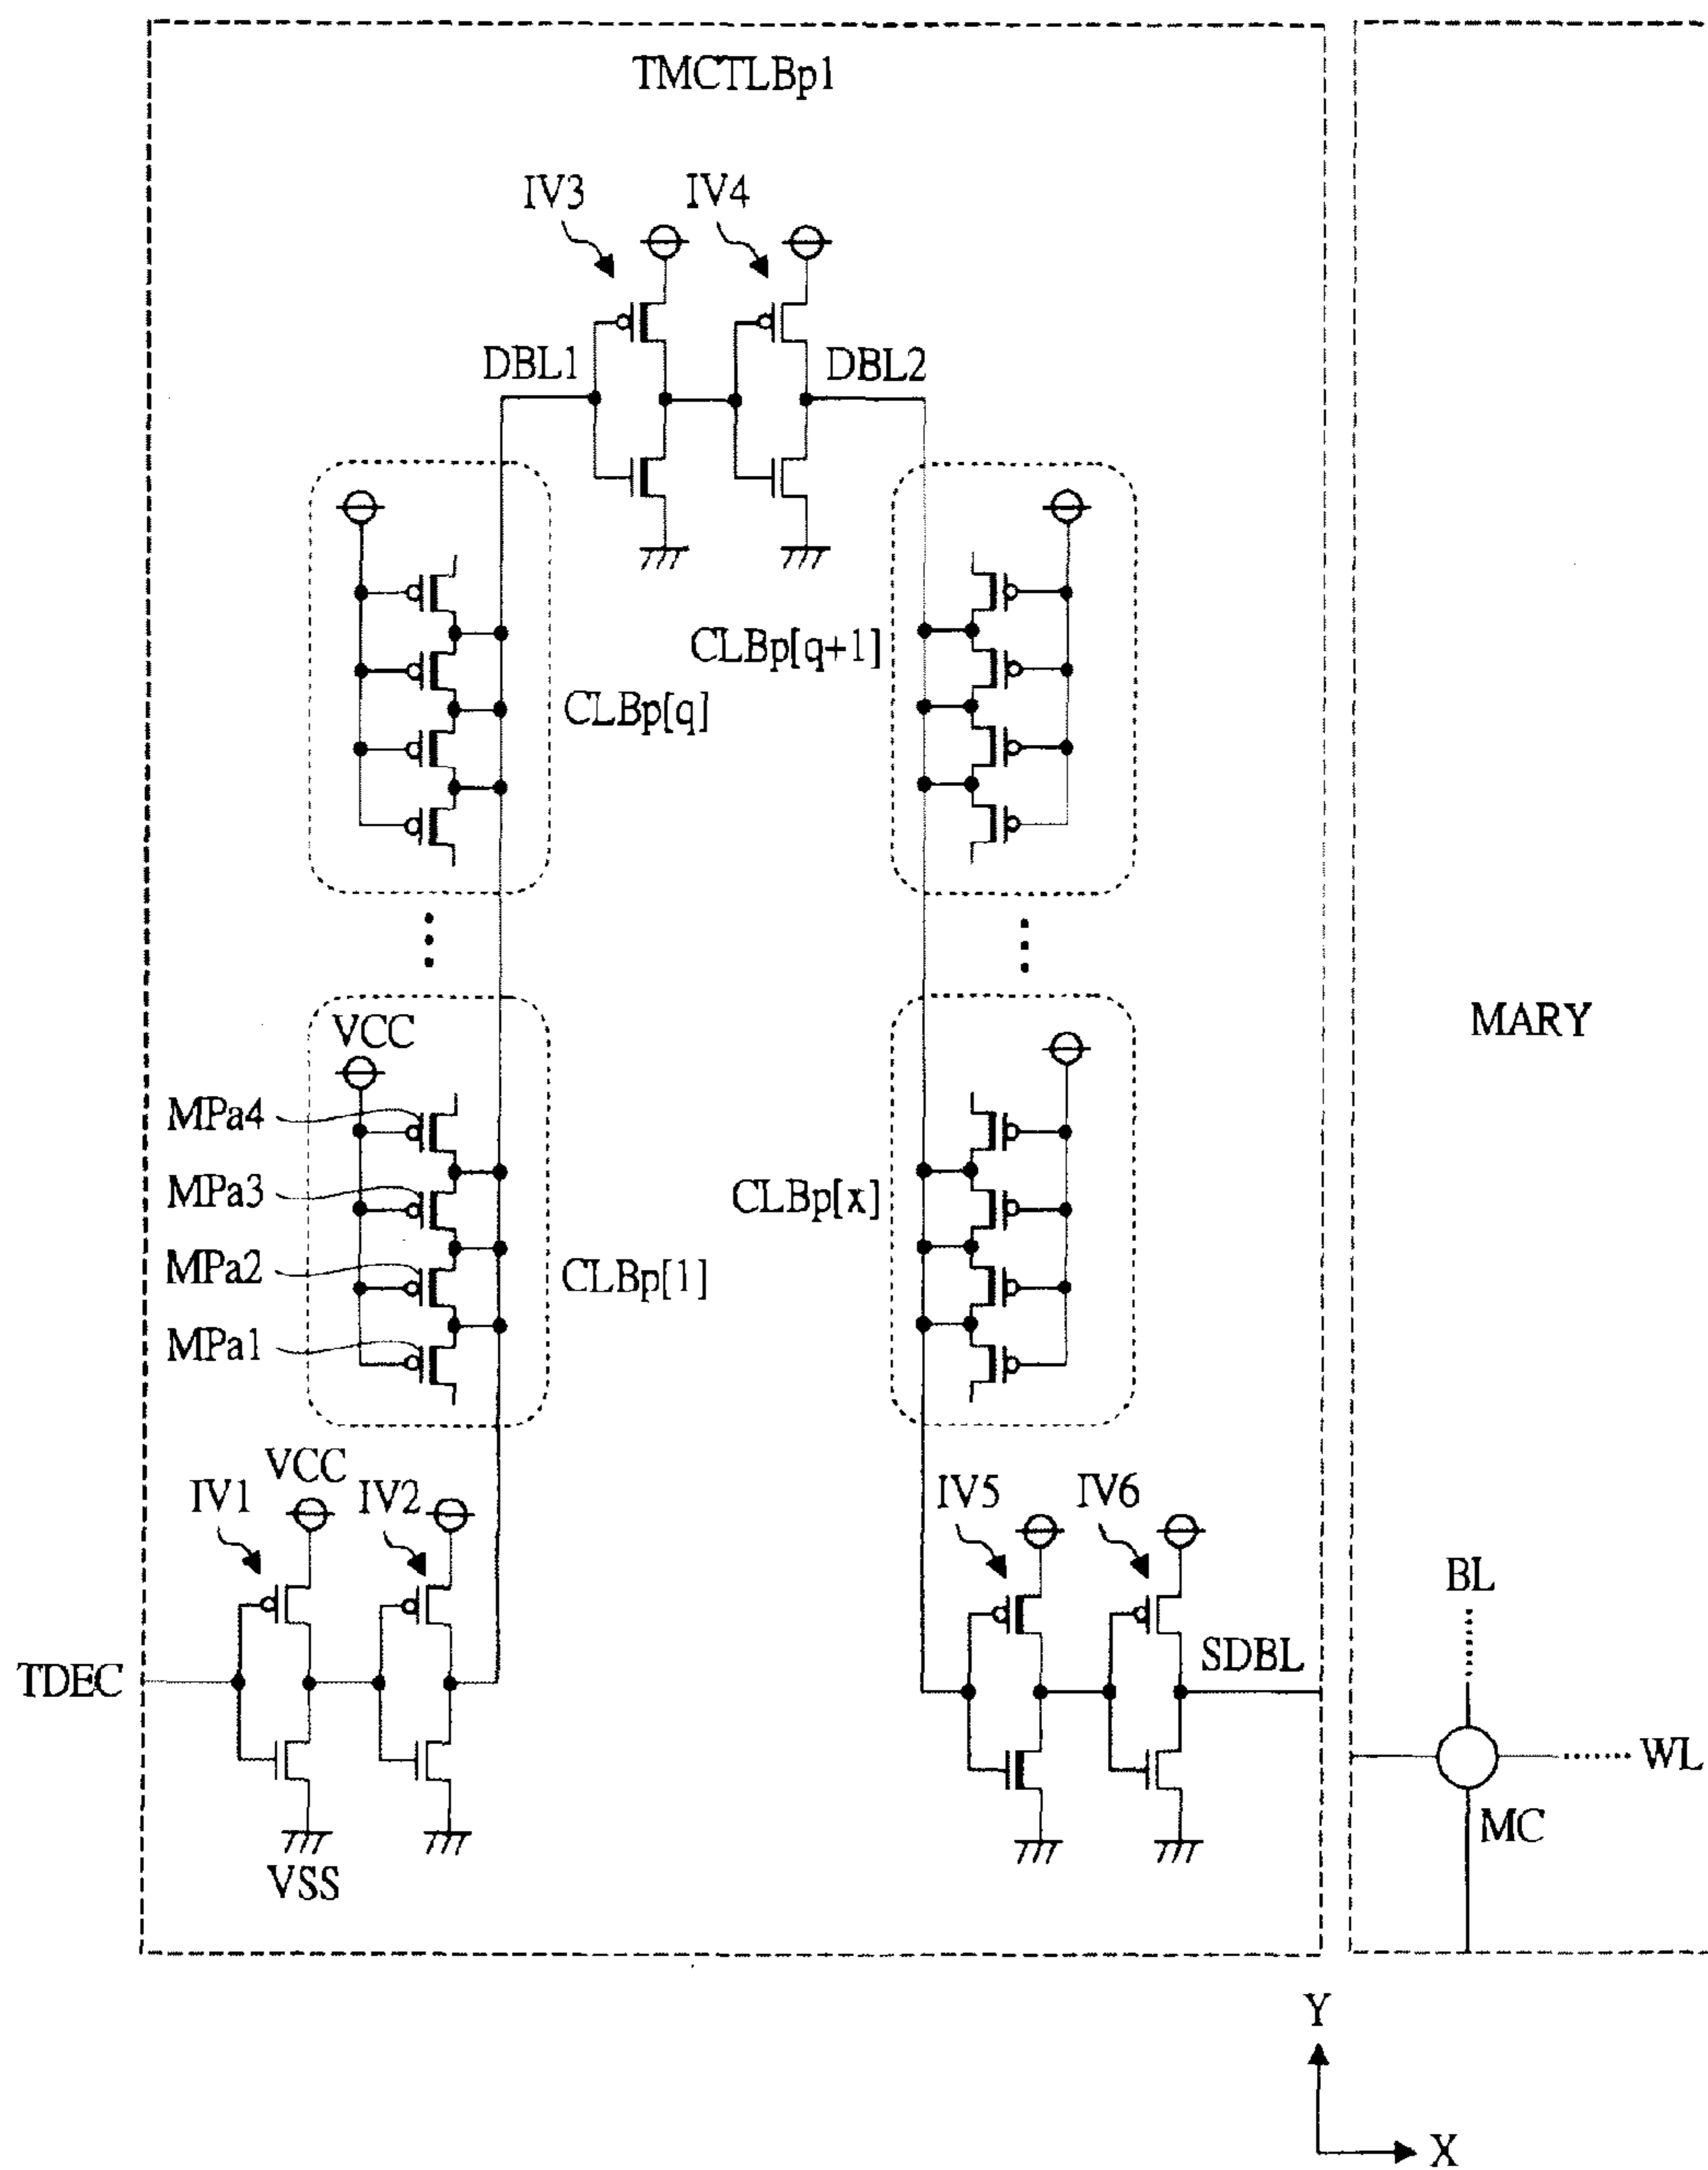 TMCTLBp1
IV3
IV4
DBL1
DBL2
CLBp[q]
CLBp[q+1]
MARY
VCC
MPa4
MPa3
MPa2
MPa1
CLBp[1]
CLBp[x]
VCC
IV1
IV2
IV5
IV6
TDEC
SDBL
BL
WL
MC
VSS
Y
X